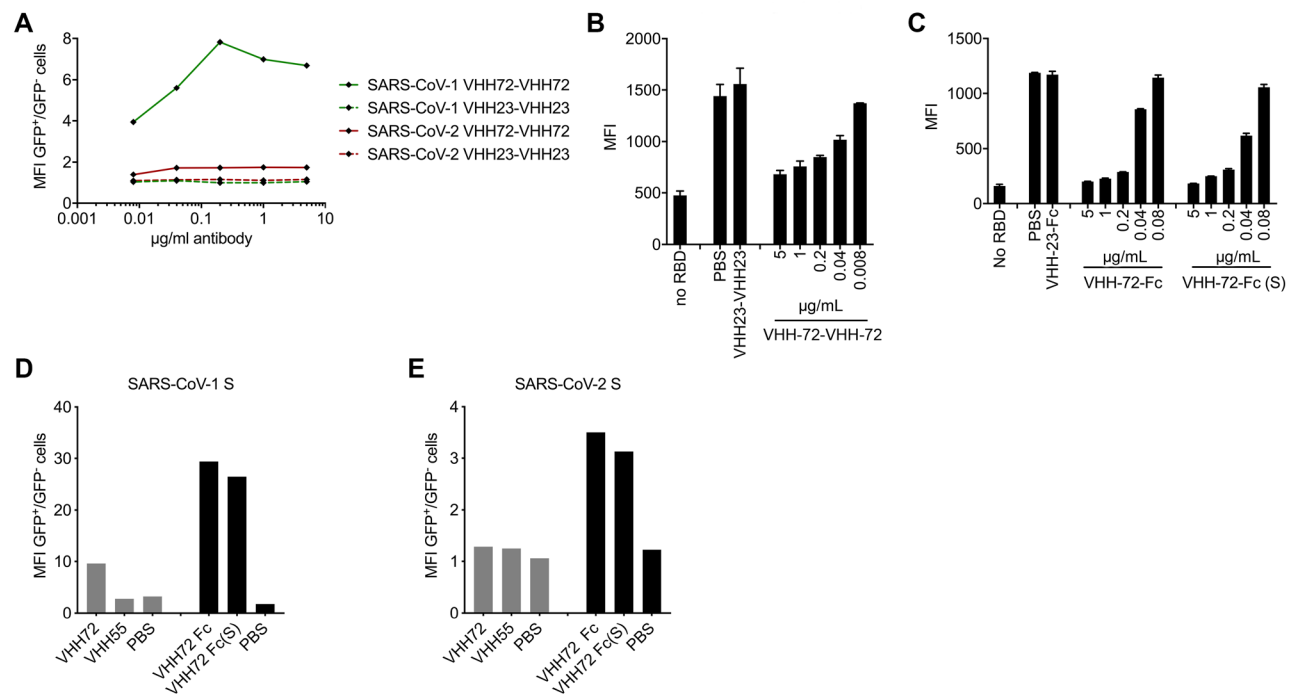 A
8
6
4
2
0
0.001
0.01
0.1
1
10
MFI GFP⁺/GFP⁻ cells
µg/ml antibody
SARS-CoV-1 VHH72-VHH72
SARS-CoV-1 VHH23-VHH23
SARS-CoV-2 VHH72-VHH72
SARS-CoV-2 VHH23-VHH23
B
2000
1500
1000
500
0
MFI
no RBD
PBS
VHH23-VHH23
5
1
0.2
0.04
0.008
µg/mL
VHH-72-VHH-72
C
1500
1000
500
0
MFI
No RBD
PBS
VHH-23-Fc
5
1
0.2
0.04
0.08
µg/mL
VHH-72-Fc
5
1
0.2
0.04
0.08
µg/mL
VHH-72-Fc (S)
D
SARS-CoV-1 S
40
30
20
10
0
MFI GFP⁺/GFP⁻ cells
VHH72
VHH55
PBS
VHH72 Fc
VHH72 Fc(S)
PBS
E
SARS-CoV-2 S
4
3
2
1
0
MFI GFP⁺/GFP⁻ cells
VHH72
VHH55
PBS
VHH72 Fc
VHH72 Fc(S)
PBS